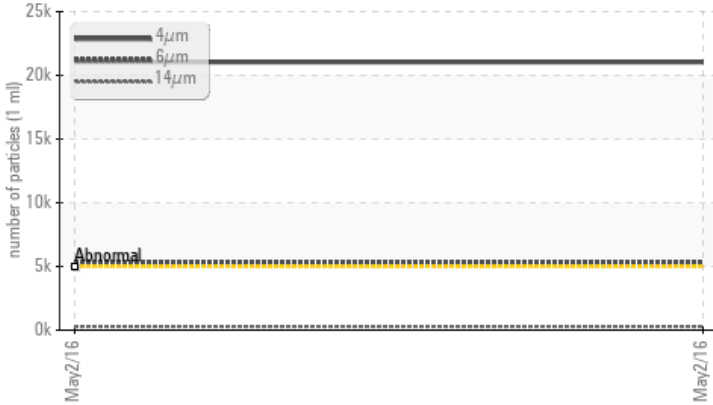 25k
4μm
6μm
20k
14μm
15k
number of particles (1 ml)
10k
Abnormal
5k
0k
May2/16
May2/16